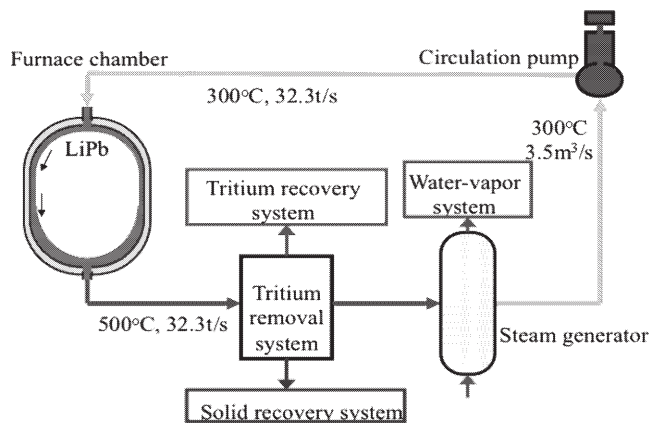 Furnace chamber
Circulation pump
300°C, 32.3t/s
300°C
3.5m³/s
LiPb
Tritium recovery
system
Water-vapor
system
Tritium
removal
system
500°C, 32.3t/s
Steam generator
Solid recovery system